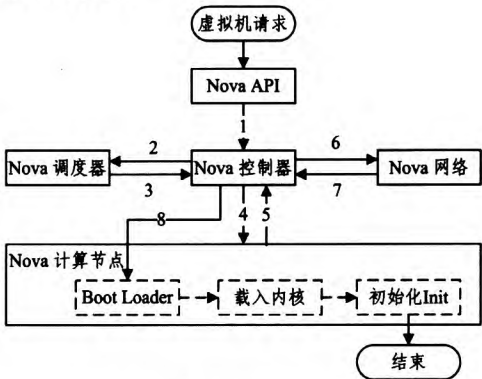 虚拟机请求
Nova API
1
2
6
Nova 调度器
Nova 控制器
Nova 网络
3
7
8
4
5
Nova 计算节点
Boot Loader
载入内核
初始化Init
结束